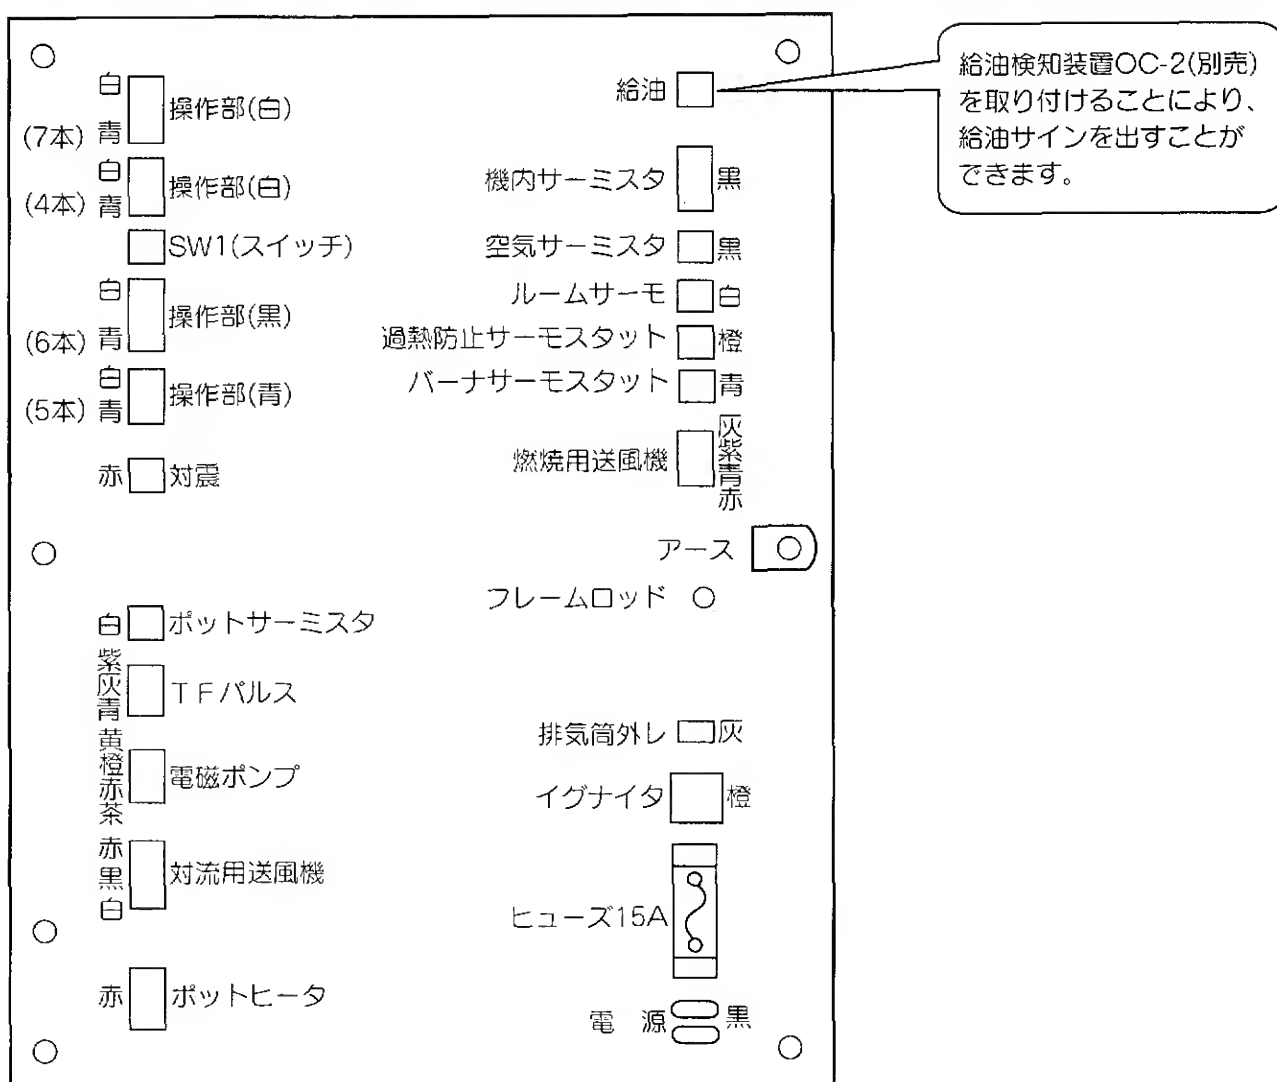 白
青
(7本)
操作部(白)
白
青
(4本)
操作部(白)
SW1(スイッチ)
白
青
(6本)
操作部(黒)
白
青
(5本)
操作部(青)
赤
対震
白
ポットサーミスタ
紫
灰
青
TFパルス
黄
橙
赤
茶
電磁ポンプ
赤
黒
白
対流用送風機
赤
ポットヒータ
給油
機内サーミスタ
黒
空気サーミスタ
黒
ルームサーモ
白
過熱防止サーモスタット
橙
バーナサーモスタット
青
燃焼用送風機
灰
紫
青
赤
アース
フレームロッド
排気筒外レ
灰
イグナイタ
橙
ヒューズ15A
電 源
黒
給油検知装置OC-2(別売)
を取り付けることにより、
給油サインを出すことが
できます。